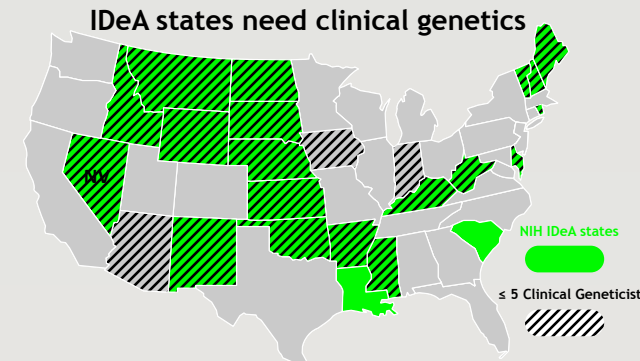 IDeA states need clinical genetics
NV
NIH IDeA states
≤ 5 Clinical Geneticist